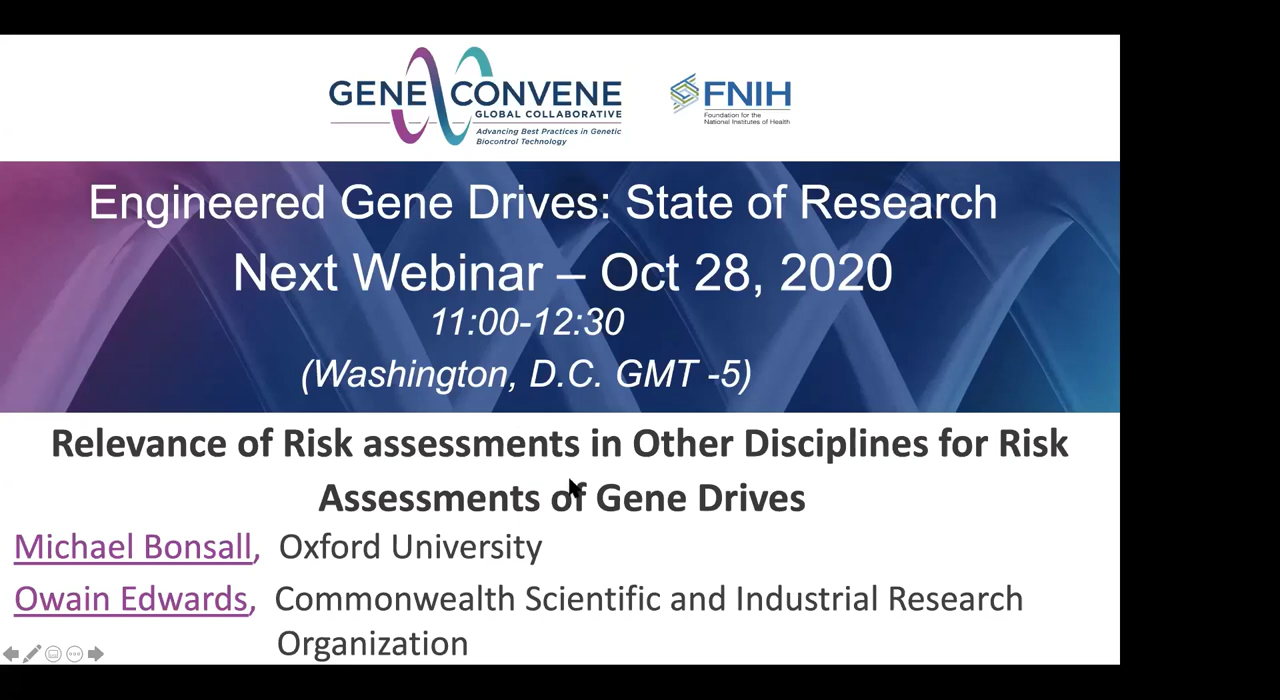 GENE CONVENE
GLOBAL COLLABORATIVE
Advancing Best Practices in Genetic
Biocontrol Technology
FNIH
Foundation for the
National Institutes of Health
Engineered Gene Drives: State of Research
Next Webinar – Oct 28, 2020
11:00-12:30
(Washington, D.C. GMT -5)
Relevance of Risk assessments in Other Disciplines for Risk
Assessments of Gene Drives
Michael Bonsall, Oxford University
Owain Edwards, Commonwealth Scientific and Industrial Research
Organization